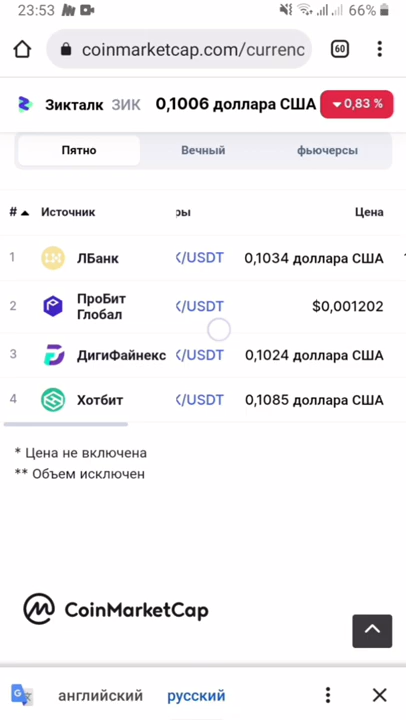 23:53 66%
coinmarketcap.com/currenc 60
Зикталк ЗИК 0,1006 доллара США ▼0,83 %
Пятно Вечный фьючерсы
# Источник ры Цена
1 ЛБанк </USDT 0,1034 доллара США
2 ПроБит Глобал </USDT $0,001202
3 ДигиФайнекс </USDT 0,1024 доллара США
4 Хотбит </USDT 0,1085 доллара США
* Цена не включена
** Объем исключен
CoinMarketCap
английский русский